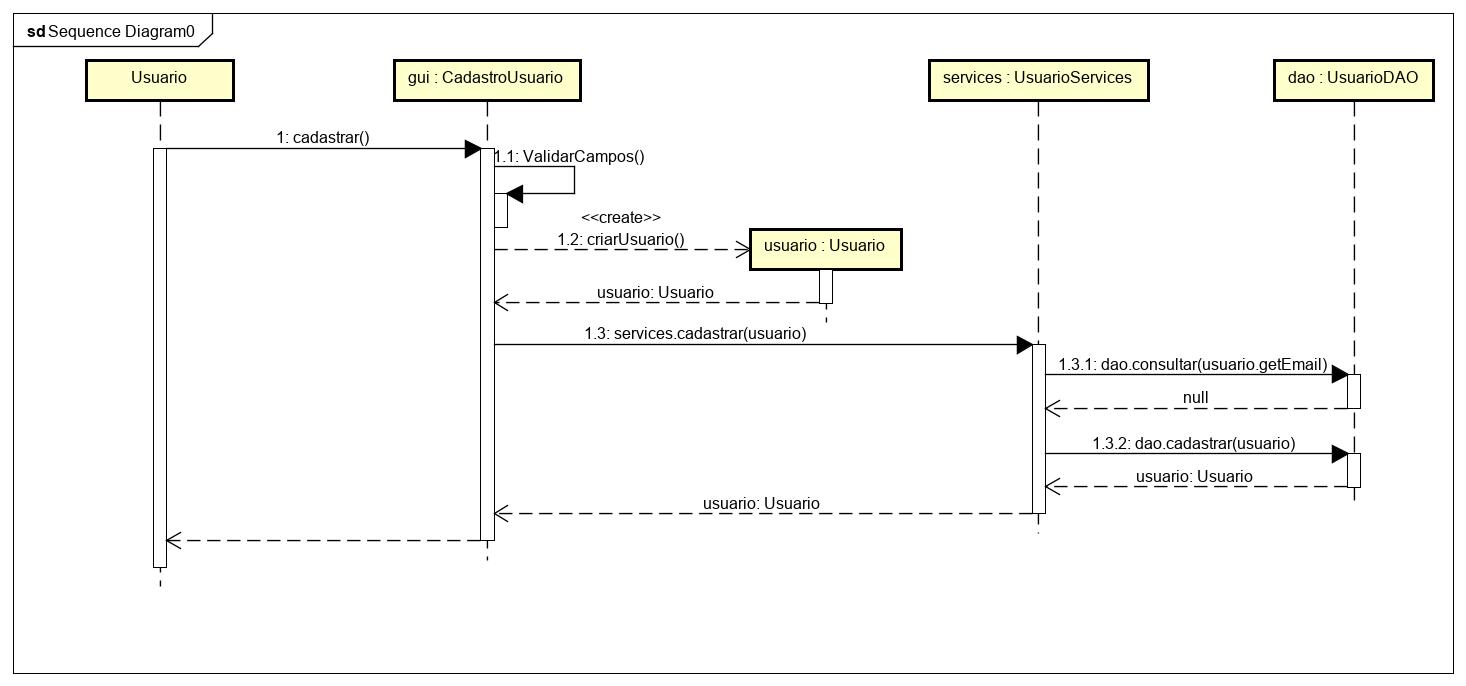 sd Sequence Diagram0
Usuario
gui : CadastroUsuario
services : UsuarioServices
dao : UsuarioDAO
1: cadastrar()
1.1: ValidarCampos()
<<create>>
1.2: criarUsuario()
usuario : Usuario
usuario: Usuario
1.3: services.cadastrar(usuario)
1.3.1: dao.consultar(usuario.getEmail)
null
1.3.2: dao.cadastrar(usuario)
usuario: Usuario
usuario: Usuario